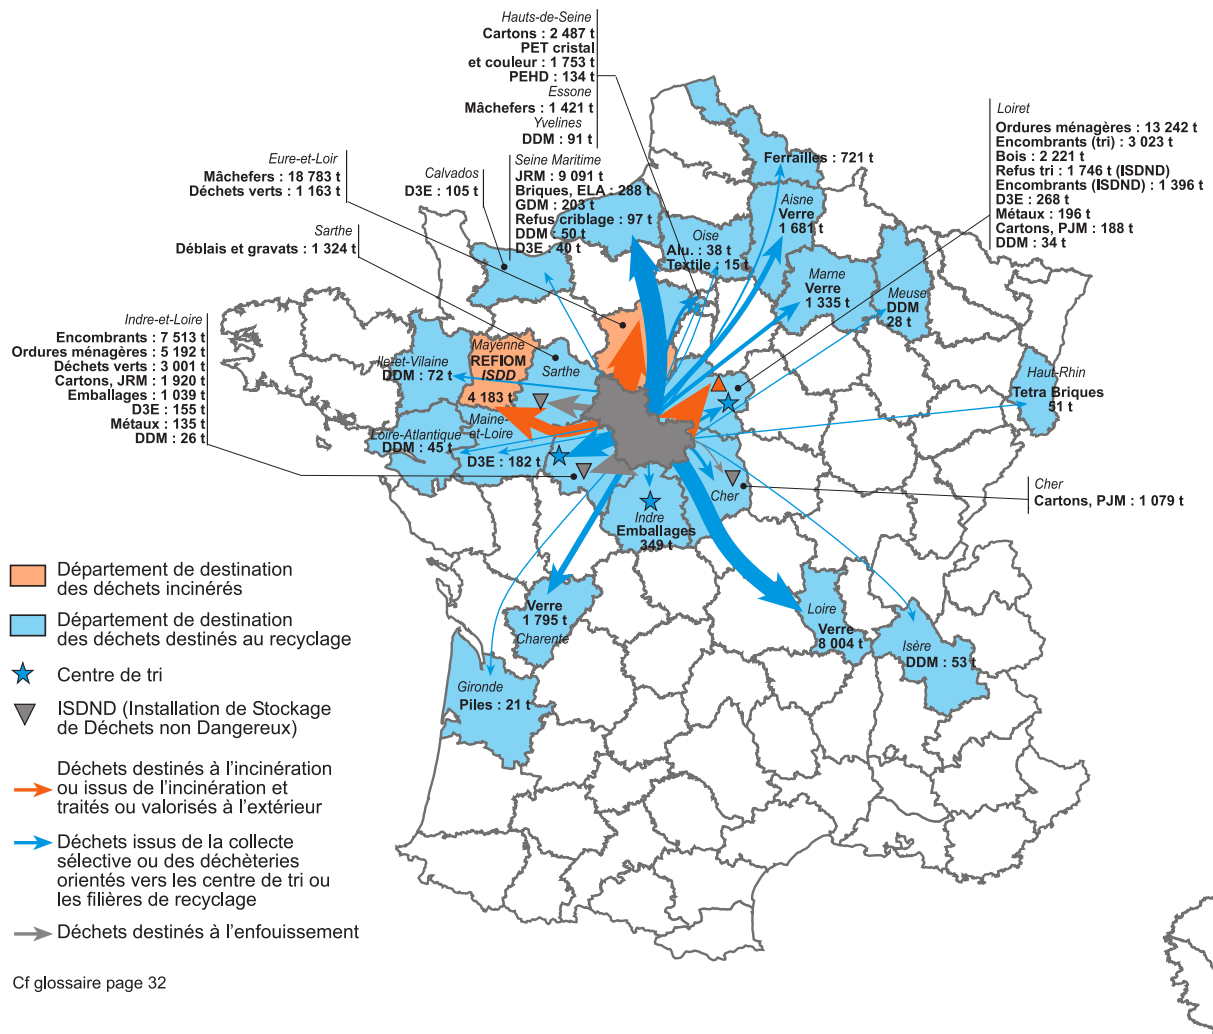 Hauts-de-Seine
Cartons : 2 487 t
PET cristal
et couleur : 1 753 t
PEHD : 134 t
Essone
Mâchefers : 1 421 t
Yvelines
DDM : 91 t
Eure-et-Loir
Mâchefers : 18 783 t
Déchets verts : 1 163 t
Calvados
D3E : 105 t
Seine Maritime
JRM : 9 091 t
Briques, ELA : 288 t
GDM : 203 t
Refus criblage : 97 t
DDM : 50 t
D3E : 40 t
Sarthe
Déblais et gravats : 1 324 t
Loiret
Ordures ménagères : 13 242 t
Encombrants (tri) : 3 023 t
Bois : 2 221 t
Refus tri : 1 746 t (ISDND)
Encombrants (ISDND) : 1 396 t
D3E : 268 t
Métaux : 196 t
Cartons, PJM : 188 t
DDM : 34 t
Ferrailles : 721 t
Aisne
Verre
1 681 t
Oise
Alu. : 38 t
Textile : 15 t
Marne
Verre
1 335 t
Meuse
DDM
28 t
Haut-Rhin
Tetra Briques
51 t
Indre-et-Loire
Encombrants : 7 513 t
Ordures ménagères : 5 192 t
Déchets verts : 3 001 t
Cartons, JRM : 1 920 t
Emballages : 1 039 t
D3E : 155 t
Métaux : 135 t
DDM : 26 t
Ile-et-Vilaine
DDM : 72 t
Mayenne
REFIOM
ISDD
4 183 t
Sarthe
Loire-Atlantique
DDM : 45 t
Maine-
et-Loire
D3E : 182 t
Cher
Cher
Cartons, PJM : 1 079 t
Indre
Emballages
349 t
Verre
1 795 t
Charente
Loire
Verre
8 004 t
Isère
DDM : 53 t
Gironde
Piles : 21 t
Département de destination
des déchets incinérés
Département de destination
des déchets destinés au recyclage
Centre de tri
ISDND (Installation de Stockage
de Déchets non Dangereux)
Déchets destinés à l'incinération
ou issus de l'incinération et
traités ou valorisés à l'extérieur
Déchets issus de la collecte
sélective ou des déchèteries
orientés vers les centre de tri ou
les filières de recyclage
Déchets destinés à l'enfouissement
Cf glossaire page 32